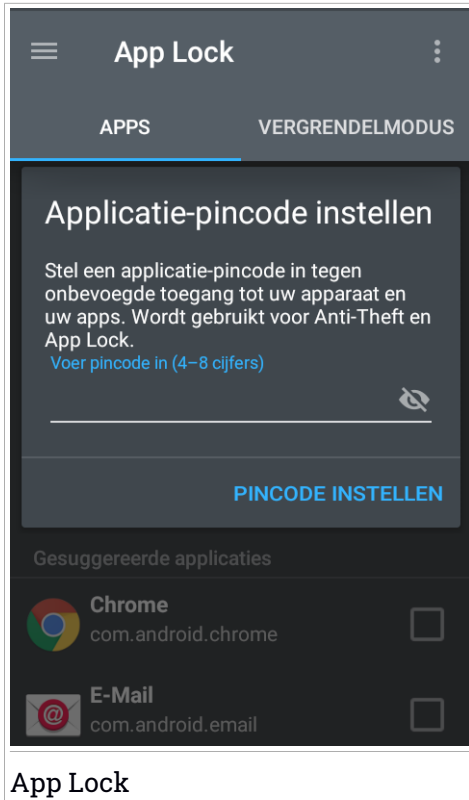 App Lock
APPS VERGRENDELMODUS
Applicatie-pincode instellen
Stel een applicatie-pincode in tegen
onbevoegde toegang tot uw apparaat en
uw apps. Wordt gebruikt voor Anti-Theft en
App Lock.
Voer pincode in (4–8 cijfers)
PINCODE INSTELLEN
Gesuggereerde applicaties
Chrome
com.android.chrome
E-Mail
com.android.email
App Lock